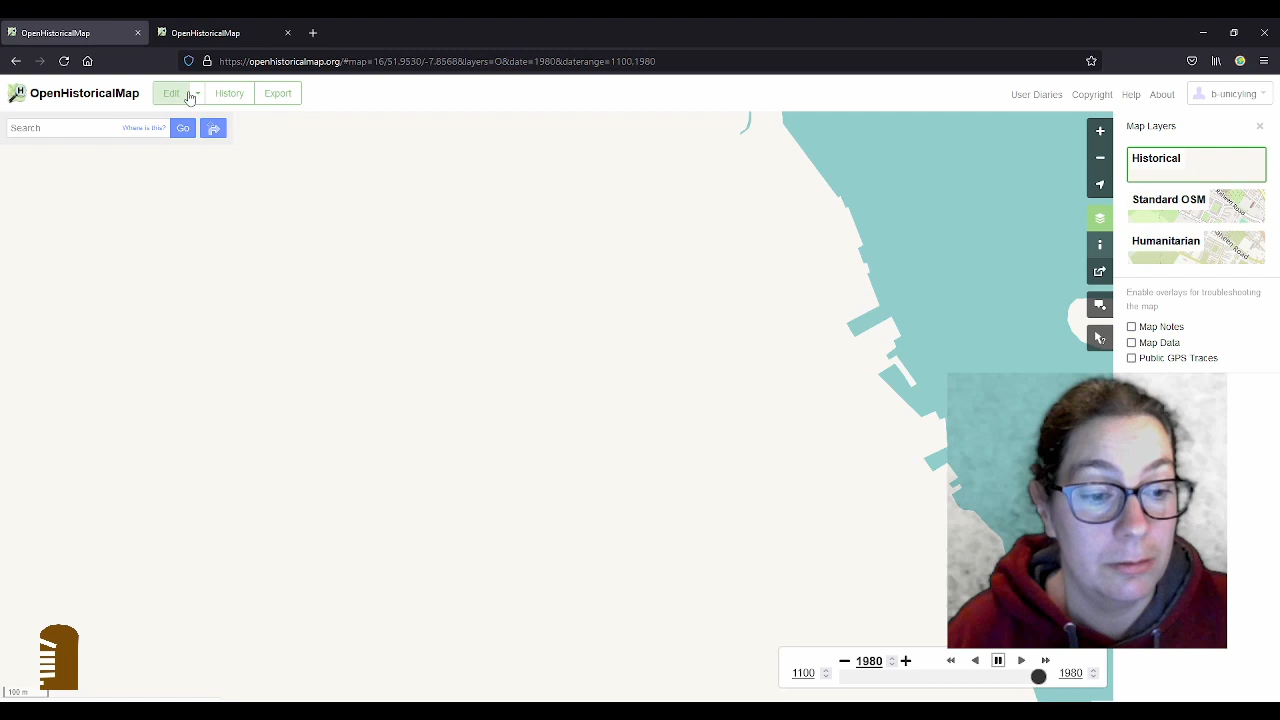 OpenHistoricalMap
OpenHistoricalMap
https://openhistoricalmap.org/#map=16/51.9530/-7.8568&layers=O&date=1980&daterange=1100,1980
OpenHistoricalMap
Edit
History
Export
User Diaries
Copyright
Help
About
b-unicyling
Search
Where is this?
Go
Map Layers
Historical
Standard OSM
Humanitarian
Enable overlays for troubleshooting
the map
Map Notes
Map Data
Public GPS Traces
1980
1100
1980
100 m